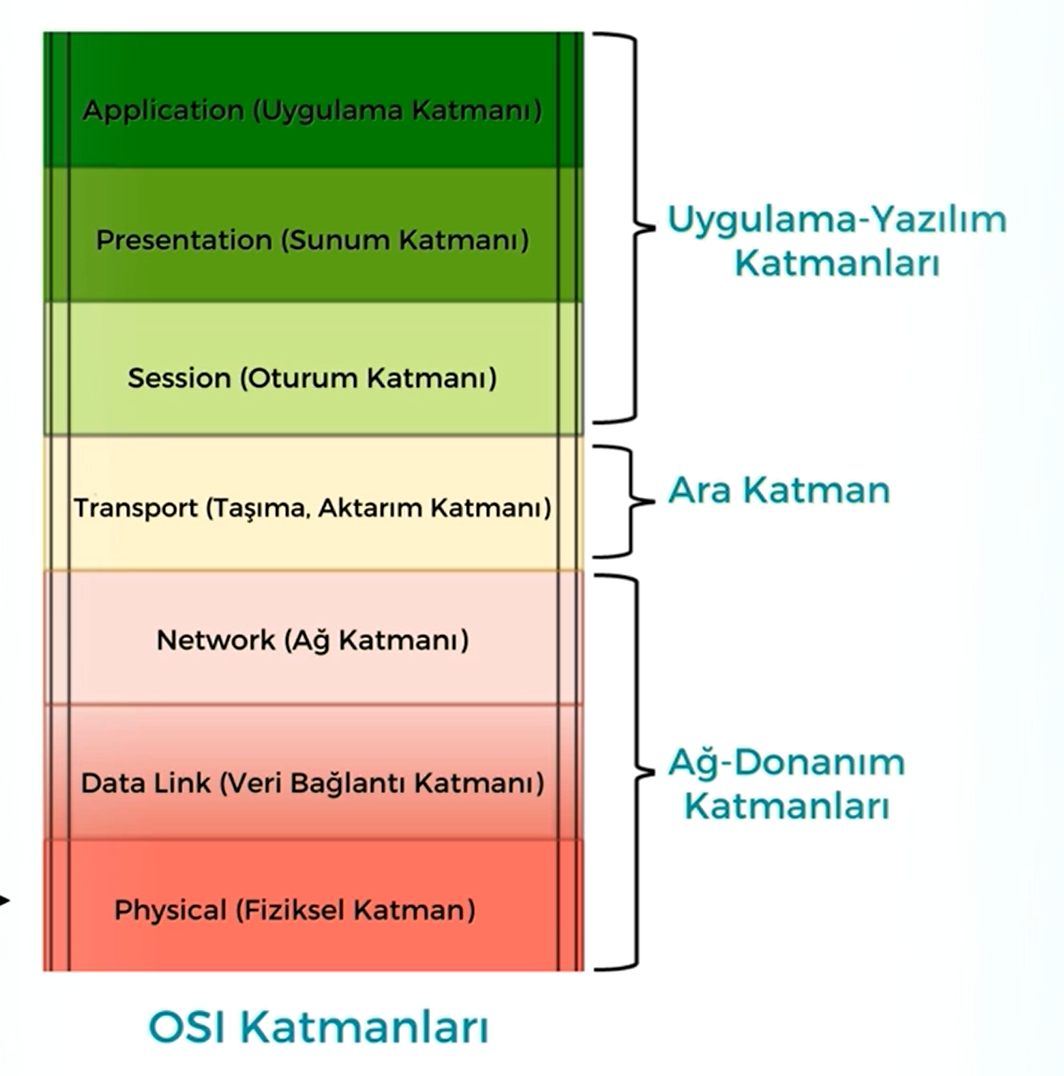 Application (Uygulama Katmanı)
Presentation (Sunum Katmanı)
Session (Oturum Katmanı)
Uygulama-Yazılım
Katmanları
Transport (Taşıma, Aktarım Katmanı)
Ara Katman
Network (Ağ Katmanı)
Data Link (Veri Bağlantı Katmanı)
Physical (Fiziksel Katman)
Ağ-Donanım
Katmanları
OSI Katmanları